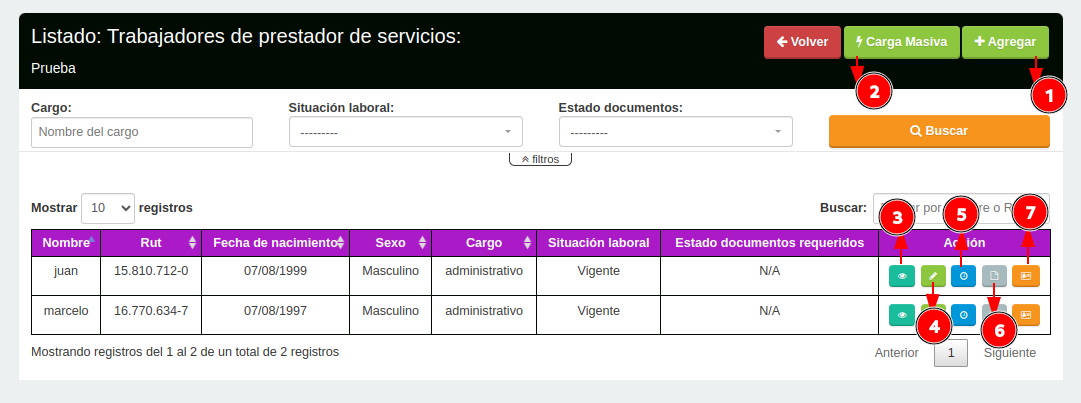 Listado: Trabajadores de prestador de servicios:
Prueba
Volver Carga Masiva Agregar
2 1
Cargo: Situación laboral: Estado documentos:
Nombre del cargo --------- --------- Buscar
filtros
Mostrar 10 registros Buscar:
3 5 7
Nombre Rut Fecha de nacimiento Sexo Cargo Situación laboral Estado documentos requeridos Acción
juan 15.810.712-0 07/08/1999 Masculino administrativo Vigente N/A
marcelo 16.770.634-7 07/08/1997 Masculino administrativo Vigente N/A
4 6
Mostrando registros del 1 al 2 de un total de 2 registros Anterior 1 Siguiente